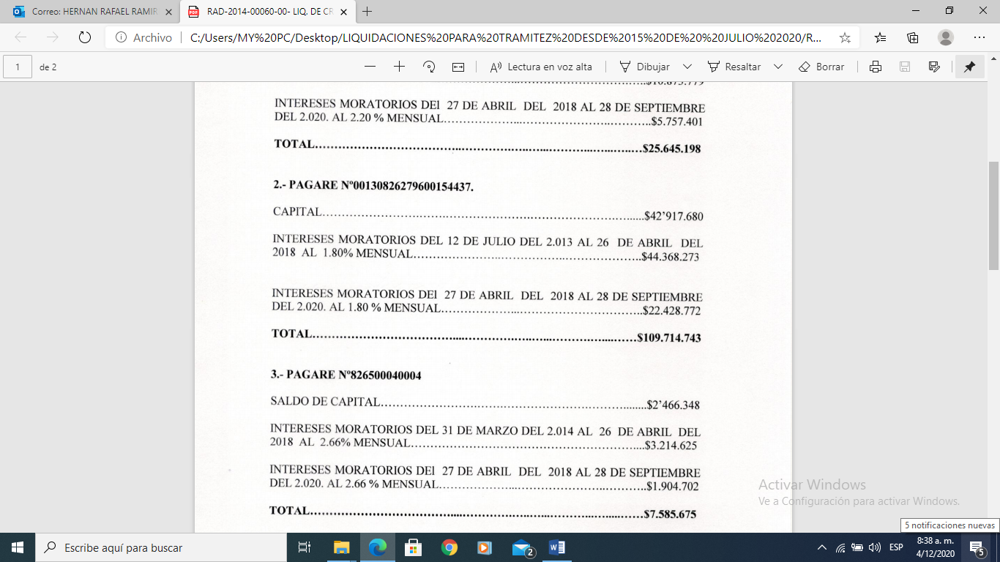 Correo: HERNAN RAFAEL RAMIR
RAD-2014-00060-00- LIQ. DE CR
Archivo
C:/Users/MY%20PC/Desktop/LIQUIDACIONES%20PARA%20TRAMITEZ%20DESDE%2015%20DE%20%20JULIO%202020/R...
1 de 2
Lectura en voz alta
Dibujar
Resaltar
Borrar
INTERESES MORATORIOS DEl 27 DE ABRIL DEL 2018 AL 28 DE SEPTIEMBRE
DEL 2.020. AL 2.20 % MENSUAL……………………………………………..$5.757.401
TOTAL………………………………………………………………………$25.645.198
2.- PAGARE Nº00130826279600154437.
CAPITAL……………………………………………………………………......$42’917.680
INTERESES MORATORIOS DEL 12 DE JULIO DEL 2.013 AL 26 DE ABRIL DEL
2018 AL 1.80% MENSUAL…………………………………………………..$44.368.273
INTERESES MORATORIOS DEl 27 DE ABRIL DEL 2018 AL 28 DE SEPTIEMBRE
DEL 2.020. AL 1.80 % MENSUAL……………………………………………..$22.428.772
TOTAL………………………………………………………………………$109.714.743
3.- PAGARE Nº826500040004
SALDO DE CAPITAL……………………………………………………….......$2’466.348
INTERESES MORATORIOS DEL 31 DE MARZO DEL 2.014 AL 26 DE ABRIL DEL
2018 AL 2.66% MENSUAL…………………………………………………....$3.214.625
INTERESES MORATORIOS DEl 27 DE ABRIL DEL 2018 AL 28 DE SEPTIEMBRE
DEL 2.020. AL 2.66 % MENSUAL……………………………………………..$1.904.702
TOTAL………………………………………………………………………$7.585.675
Activar Windows
Ve a Configuración para activar Windows.
5 notificaciones nuevas
Escribe aquí para buscar
2
ESP
8:38 a. m.
4/12/2020
5